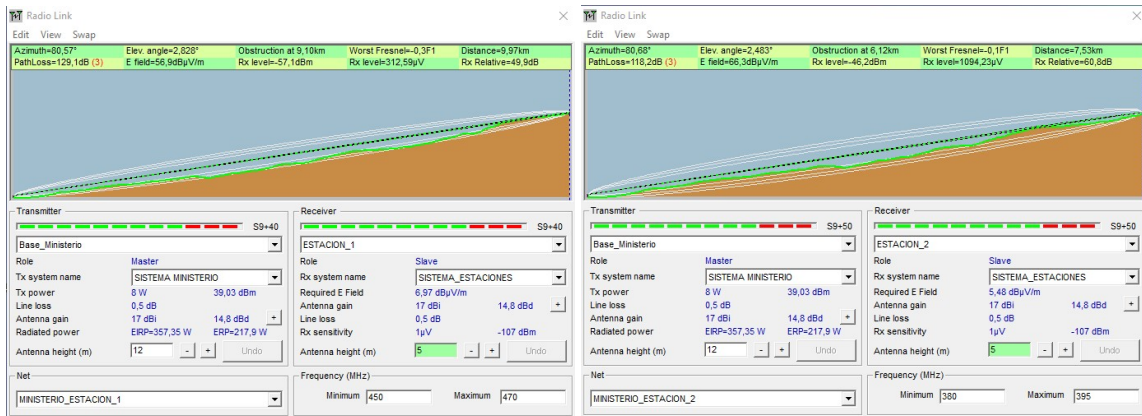 Radio Link
Edit View Swap
Azimuth=80,57° Elev. angle=2,828° Obstruction at 9,10km Worst Fresnel=-0,3F1 Distance=9,97km
PathLoss=129,1dB (3) E field=56,9dBµV/m Rx level=-57,1dBm Rx level=312,59µV Rx Relative=49,9dB
Transmitter
S9+40
Base_Ministerio
Role Master
Tx system name SISTEMA MINISTERIO
Tx power 8 W 39,03 dBm
Line loss 0,5 dB
Antenna gain 17 dBi 14,8 dBd +
Radiated power EIRP=357,35 W ERP=217,9 W
Antenna height (m) 12 - + Undo
Receiver
S9+40
ESTACION_1
Role Slave
Rx system name SISTEMA_ESTACIONES
Required E Field 6,97 dBµV/m
Antenna gain 17 dBi 14,8 dBd +
Line loss 0,5 dB
Rx sensitivity 1µV -107 dBm
Antenna height (m) 5 - + Undo
Net
MINISTERIO_ESTACION_1
Frequency (MHz)
Minimum 450 Maximum 470
Radio Link
Edit View Swap
Azimuth=80,68° Elev. angle=2,483° Obstruction at 6,12km Worst Fresnel=-0,1F1 Distance=7,53km
PathLoss=118,2dB (3) E field=66,3dBµV/m Rx level=-46,2dBm Rx level=1094,23µV Rx Relative=60,8dB
Transmitter
S9+50
Base_Ministerio
Role Master
Tx system name SISTEMA MINISTERIO
Tx power 8 W 39,03 dBm
Line loss 0,5 dB
Antenna gain 17 dBi 14,8 dBd +
Radiated power EIRP=357,35 W ERP=217,9 W
Antenna height (m) 12 - + Undo
Receiver
S9+50
ESTACION_2
Role Slave
Rx system name SISTEMA_ESTACIONES
Required E Field 5,48 dBµV/m
Antenna gain 17 dBi 14,8 dBd +
Line loss 0,5 dB
Rx sensitivity 1µV -107 dBm
Antenna height (m) 5 - + Undo
Net
MINISTERIO_ESTACION_2
Frequency (MHz)
Minimum 380 Maximum 395